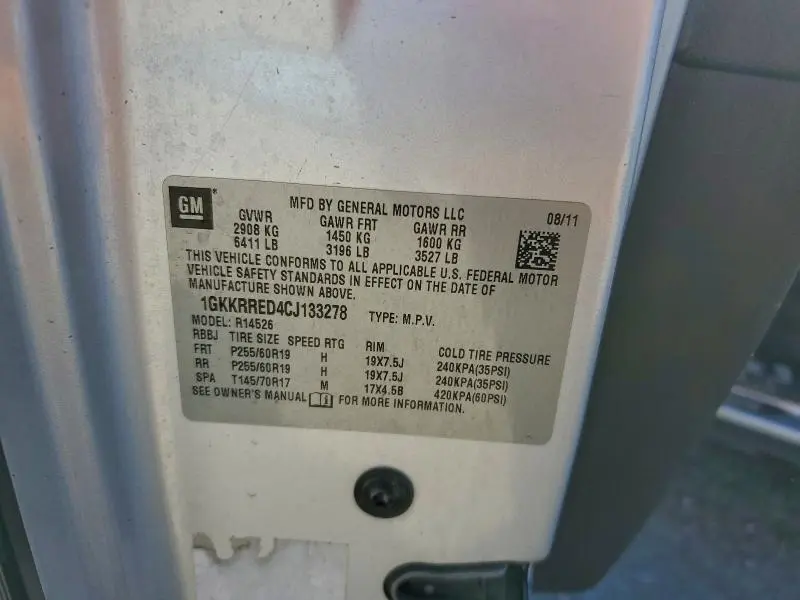 GM®
MFD BY GENERAL MOTORS LLC 08/11
GVWR GAWR FRT GAWR RR
2908 KG 1450 KG 1600 KG
6411 LB 3196 LB 3527 LB
THIS VEHICLE CONFORMS TO ALL APPLICABLE U.S. FEDERAL MOTOR
VEHICLE SAFETY STANDARDS IN EFFECT ON THE DATE OF
MANUFACTURE SHOWN ABOVE.
1GKKRRED4CJ133278 TYPE: M.P.V.
MODEL: R14526
RBBJ TIRE SIZE SPEED RTG RIM COLD TIRE PRESSURE
FRT P255/60R19 H 19X7.5J 240KPA(35PSI)
RR P255/60R19 H 19X7.5J 240KPA(35PSI)
SPA T145/70R17 M 17X4.5B 420KPA(60PSI)
SEE OWNER'S MANUAL i FOR MORE INFORMATION.